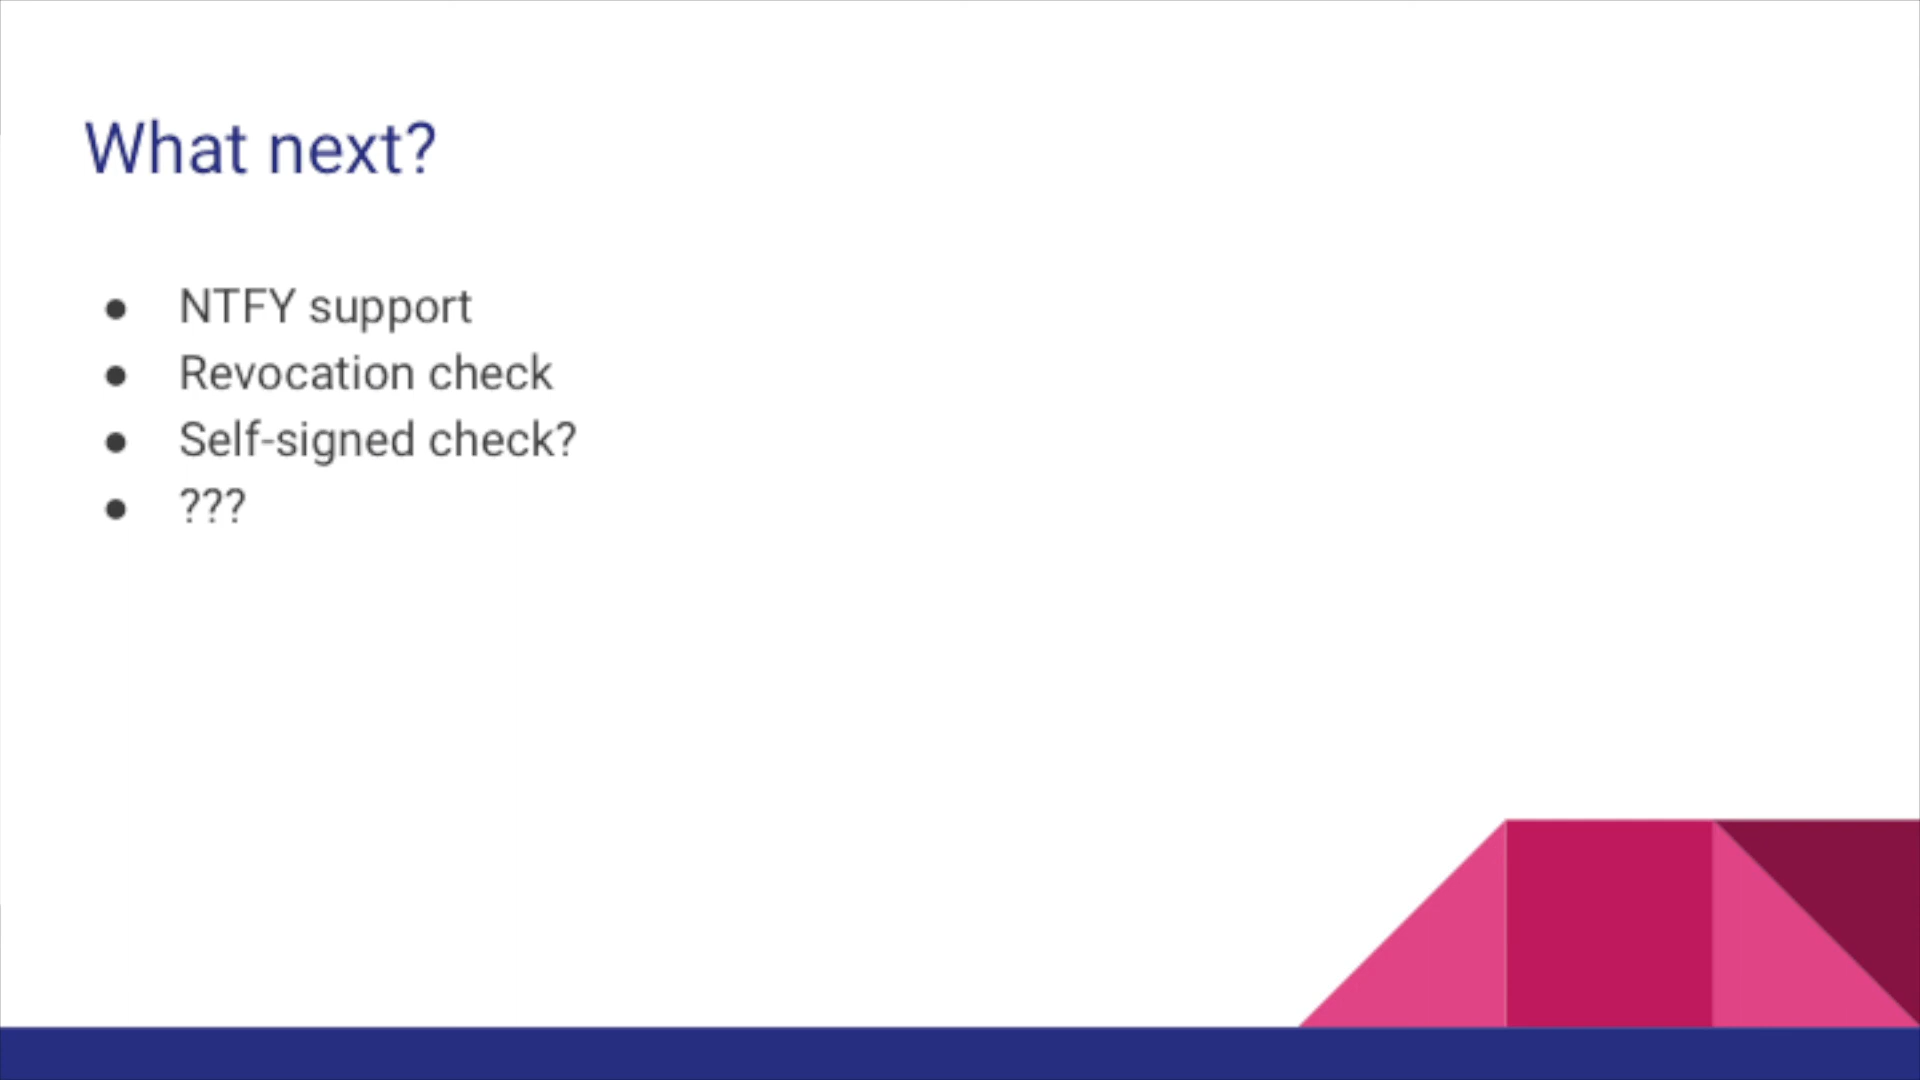 What next?
● NTFY support
● Revocation check
● Self-signed check?
● ???